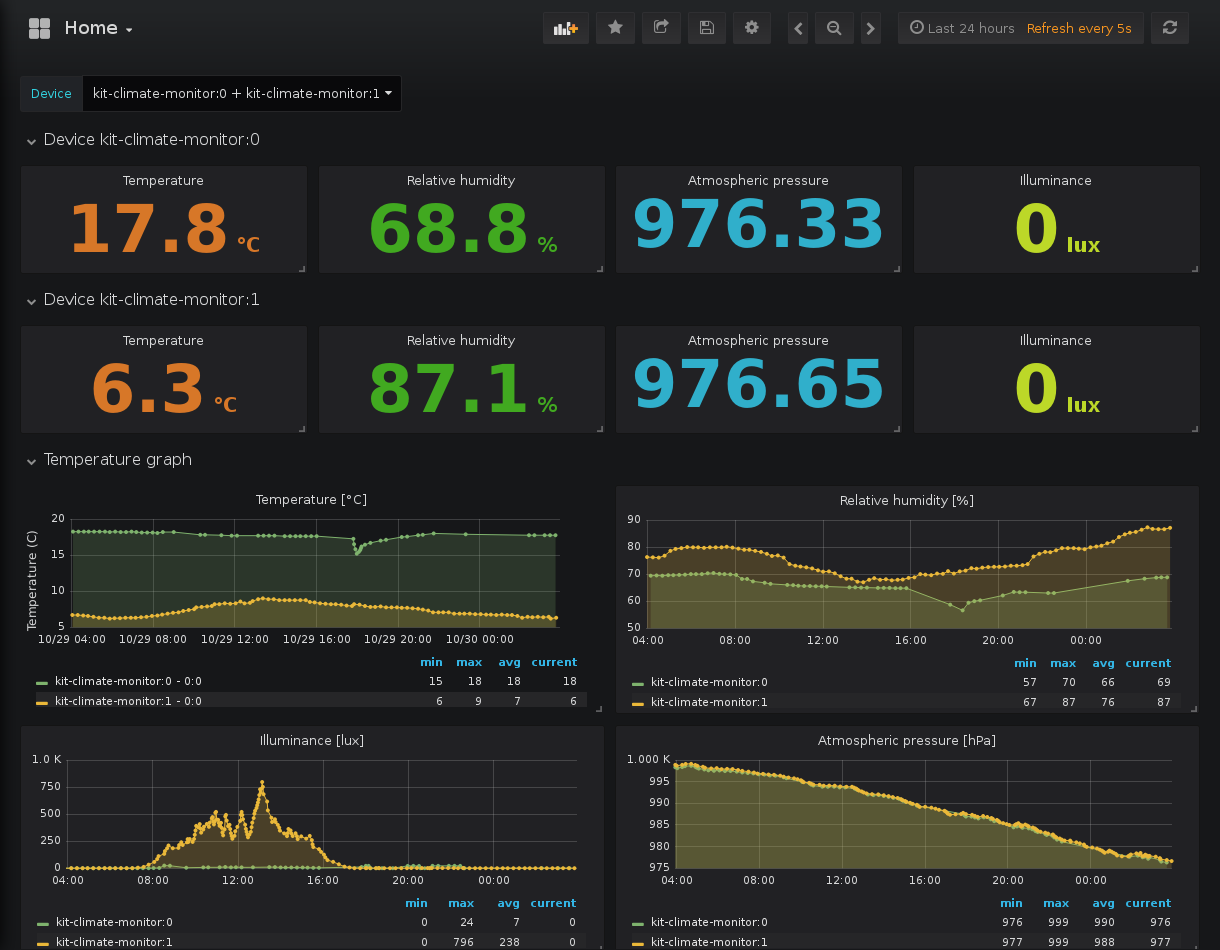 Home
Last 24 hours Refresh every 5s
Device kit-climate-monitor:0 + kit-climate-monitor:1
Device kit-climate-monitor:0
Temperature Relative humidity Atmospheric pressure Illuminance
17.8 °C 68.8 % 976.33 0 lux
Device kit-climate-monitor:1
Temperature Relative humidity Atmospheric pressure Illuminance
6.3 °C 87.1 % 976.65 0 lux
Temperature graph
Temperature [°C]
Temperature (C)
20
15
10
5
10/29 04:00 10/29 08:00 10/29 12:00 10/29 16:00 10/29 20:00 10/30 00:00
min max avg current
kit-climate-monitor:0 - 0:0 15 18 18 18
kit-climate-monitor:1 - 0:0 6 9 7 6
Relative humidity [%]
90
80
70
60
50
04:00 08:00 12:00 16:00 20:00 00:00
min max avg current
kit-climate-monitor:0 57 70 66 69
kit-climate-monitor:1 67 87 76 87
Illuminance [lux]
1.0 K
750
500
250
0
04:00 08:00 12:00 16:00 20:00 00:00
min max avg current
kit-climate-monitor:0 0 24 7 0
kit-climate-monitor:1 0 796 238 0
Atmospheric pressure [hPa]
1.000 K
995
990
985
980
975
04:00 08:00 12:00 16:00 20:00 00:00
min max avg current
kit-climate-monitor:0 976 999 990 976
kit-climate-monitor:1 977 999 988 977